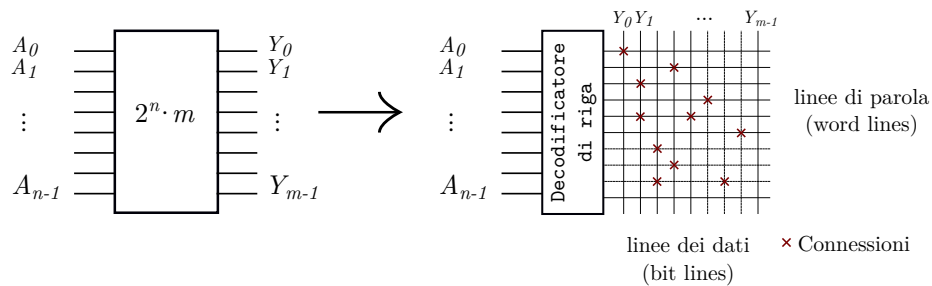 A0
A1
⋮
An-1
2^n · m
Y0
Y1
⋮
Ym-1
A0
A1
⋮
An-1
Decodificatore
di riga
Y0 Y1 ... Ym-1
linee di parola
(word lines)
linee dei dati
(bit lines)
× Connessioni